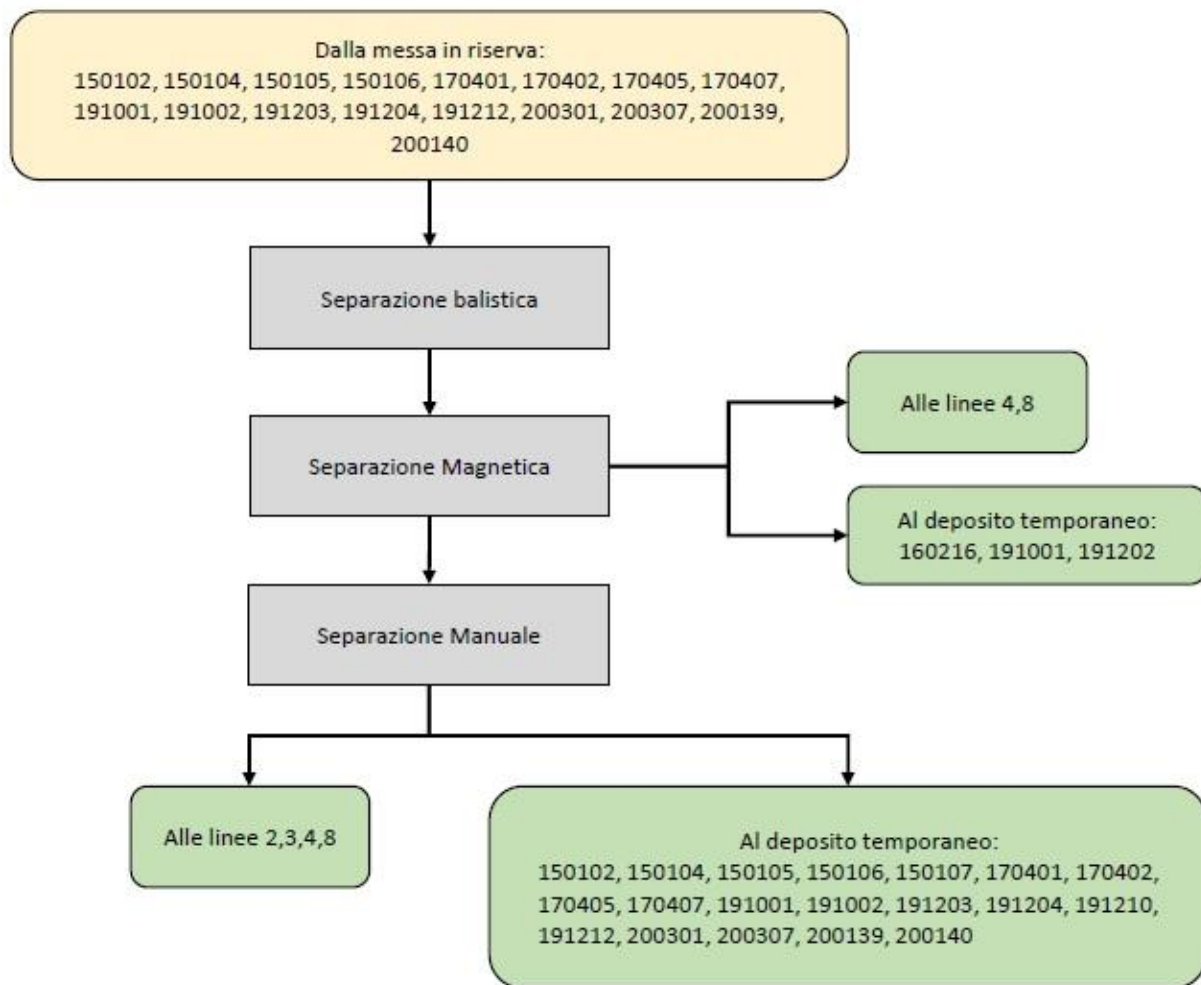 Dalla messa in riserva:
150102, 150104, 150105, 150106, 170401, 170402, 170405, 170407,
191001, 191002, 191203, 191204, 191212, 200301, 200307, 200139,
200140
Separazione balistica
Separazione Magnetica
Alle linee 4,8
Al deposito temporaneo:
160216, 191001, 191202
Separazione Manuale
Alle linee 2,3,4,8
Al deposito temporaneo:
150102, 150104, 150105, 150106, 150107, 170401, 170402,
170405, 170407, 191001, 191002, 191203, 191204, 191210,
191212, 200301, 200307, 200139, 200140